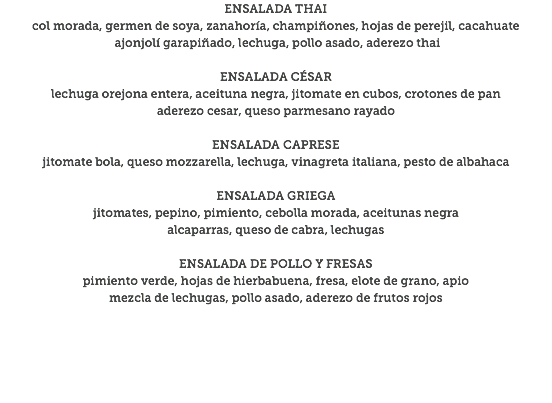 ENSALADA THAI
col morada, germen de soya, zanahoría, champiñones, hojas de perejil, cacahuate
ajonjolí garapiñado, lechuga, pollo asado, aderezo thai
ENSALADA CÉSAR
lechuga orejona entera, aceituna negra, jitomate en cubos, crotones de pan
aderezo cesar, queso parmesano rayado
ENSALADA CAPRESE
jitomate bola, queso mozzarella, lechuga, vinagreta italiana, pesto de albahaca
ENSALADA GRIEGA
jitomates, pepino, pimiento, cebolla morada, aceitunas negra
alcaparras, queso de cabra, lechugas
ENSALADA DE POLLO Y FRESAS
pimiento verde, hojas de hierbabuena, fresa, elote de grano, apio
mezcla de lechugas, pollo asado, aderezo de frutos rojos